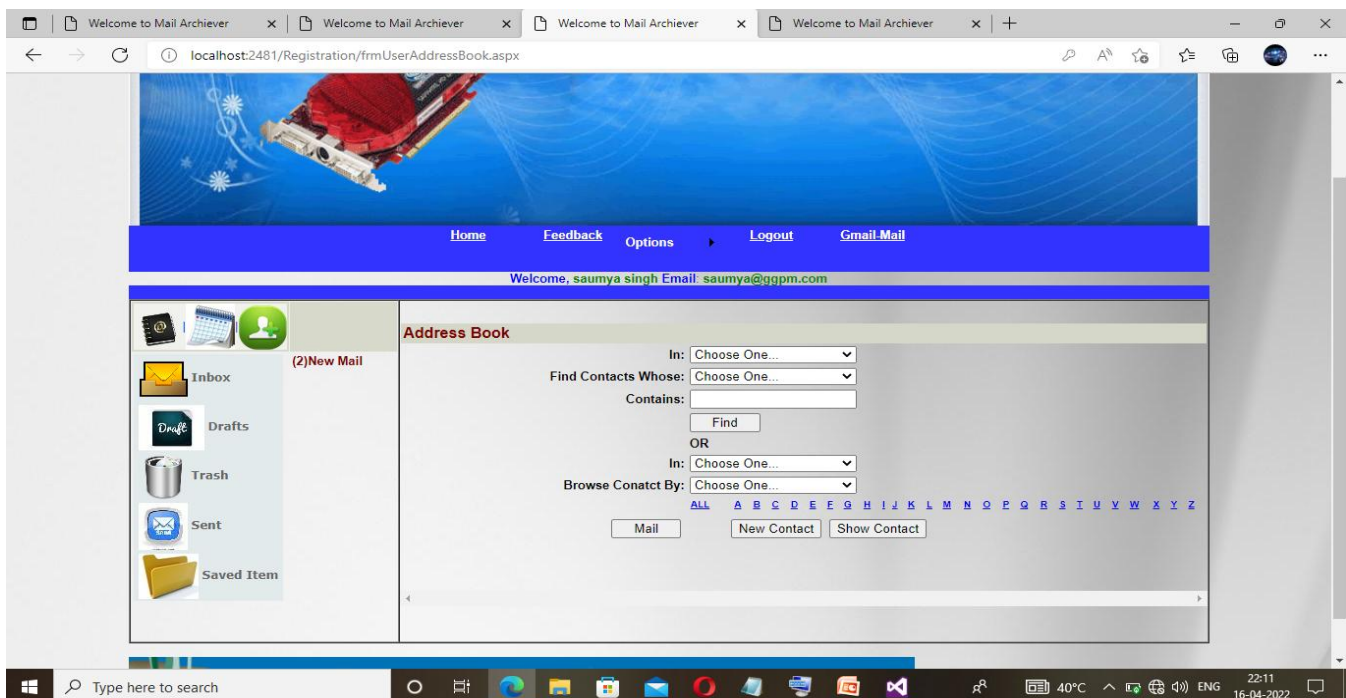 Welcome to Mail Archiever Welcome to Mail Archiever Welcome to Mail Archiever Welcome to Mail Archiever
localhost:2481/Registration/frmUserAddressBook.aspx
Home Feedback Options Logout Gmail-Mail
Welcome, saumya singh Email: saumya@ggpm.com
Address Book
(2)New Mail
Inbox
Draft Drafts
Trash
Sent
Saved Item
In: Choose One...
Find Contacts Whose: Choose One...
Contains:
Find
OR
In: Choose One...
Browse Conatct By: Choose One...
ALL A B C D E F G H I J K L M N O P Q R S T U V W X Y Z
Mail New Contact Show Contact
Type here to search
40°C ENG 22:11
16-04-2022